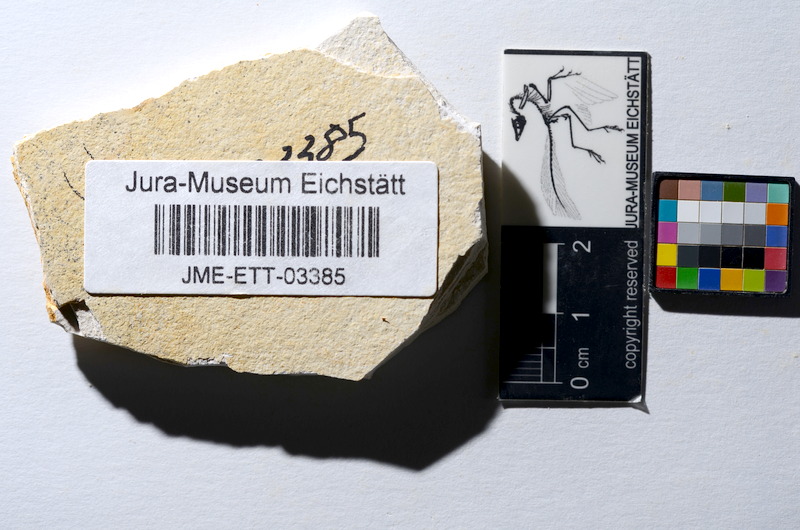 3385
Jura-Museum Eichstätt
JME-ETT-03385
JURA-MUSEUM EICHSTÄTT
copyright reserved
2
1
0 cm